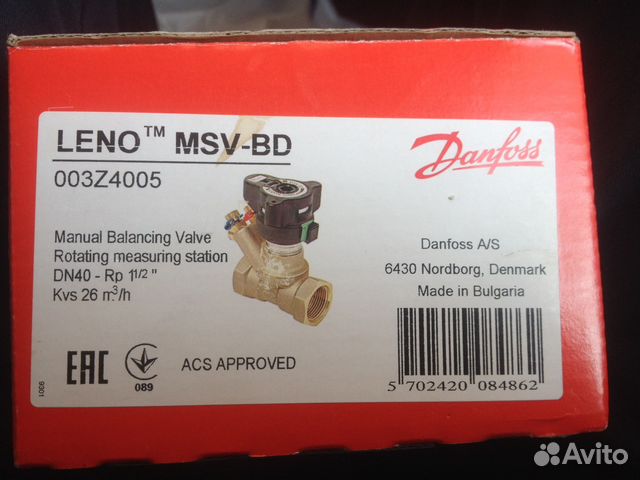 LENO™ MSV-BD
003Z4005
Danfoss
Manual Balancing Valve
Rotating measuring station
DN40 - Rp 1 1/2 "
Kvs 26 m³/h
Danfoss A/S
6430 Nordborg, Denmark
Made in Bulgaria
EAC
089
ACS APPROVED
5 702420 084862
9301
Avito